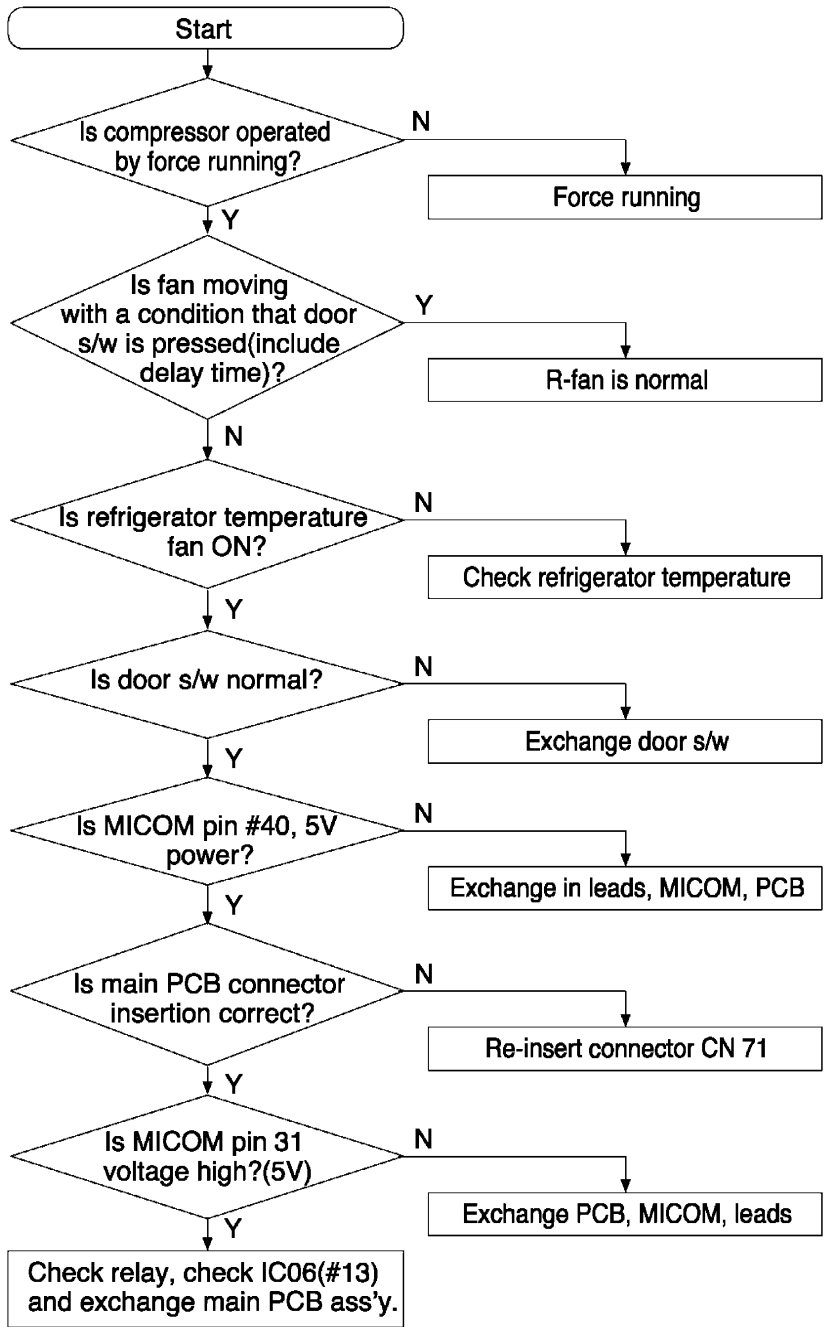 Start
Is compressor operated
by force running?
N
Force running
Y
Is fan moving
with a condition that door
s/w is pressed(include
delay time)?
Y
R-fan is normal
N
Is refrigerator temperature
fan ON?
N
Check refrigerator temperature
Y
Is door s/w normal?
N
Exchange door s/w
Y
Is MICOM pin #40, 5V
power?
N
Exchange in leads, MICOM, PCB
Y
Is main PCB connector
insertion correct?
N
Re-insert connector CN 71
Y
Is MICOM pin 31
voltage high?(5V)
N
Exchange PCB, MICOM, leads
Y
Check relay, check IC06(#13)
and exchange main PCB ass'y.